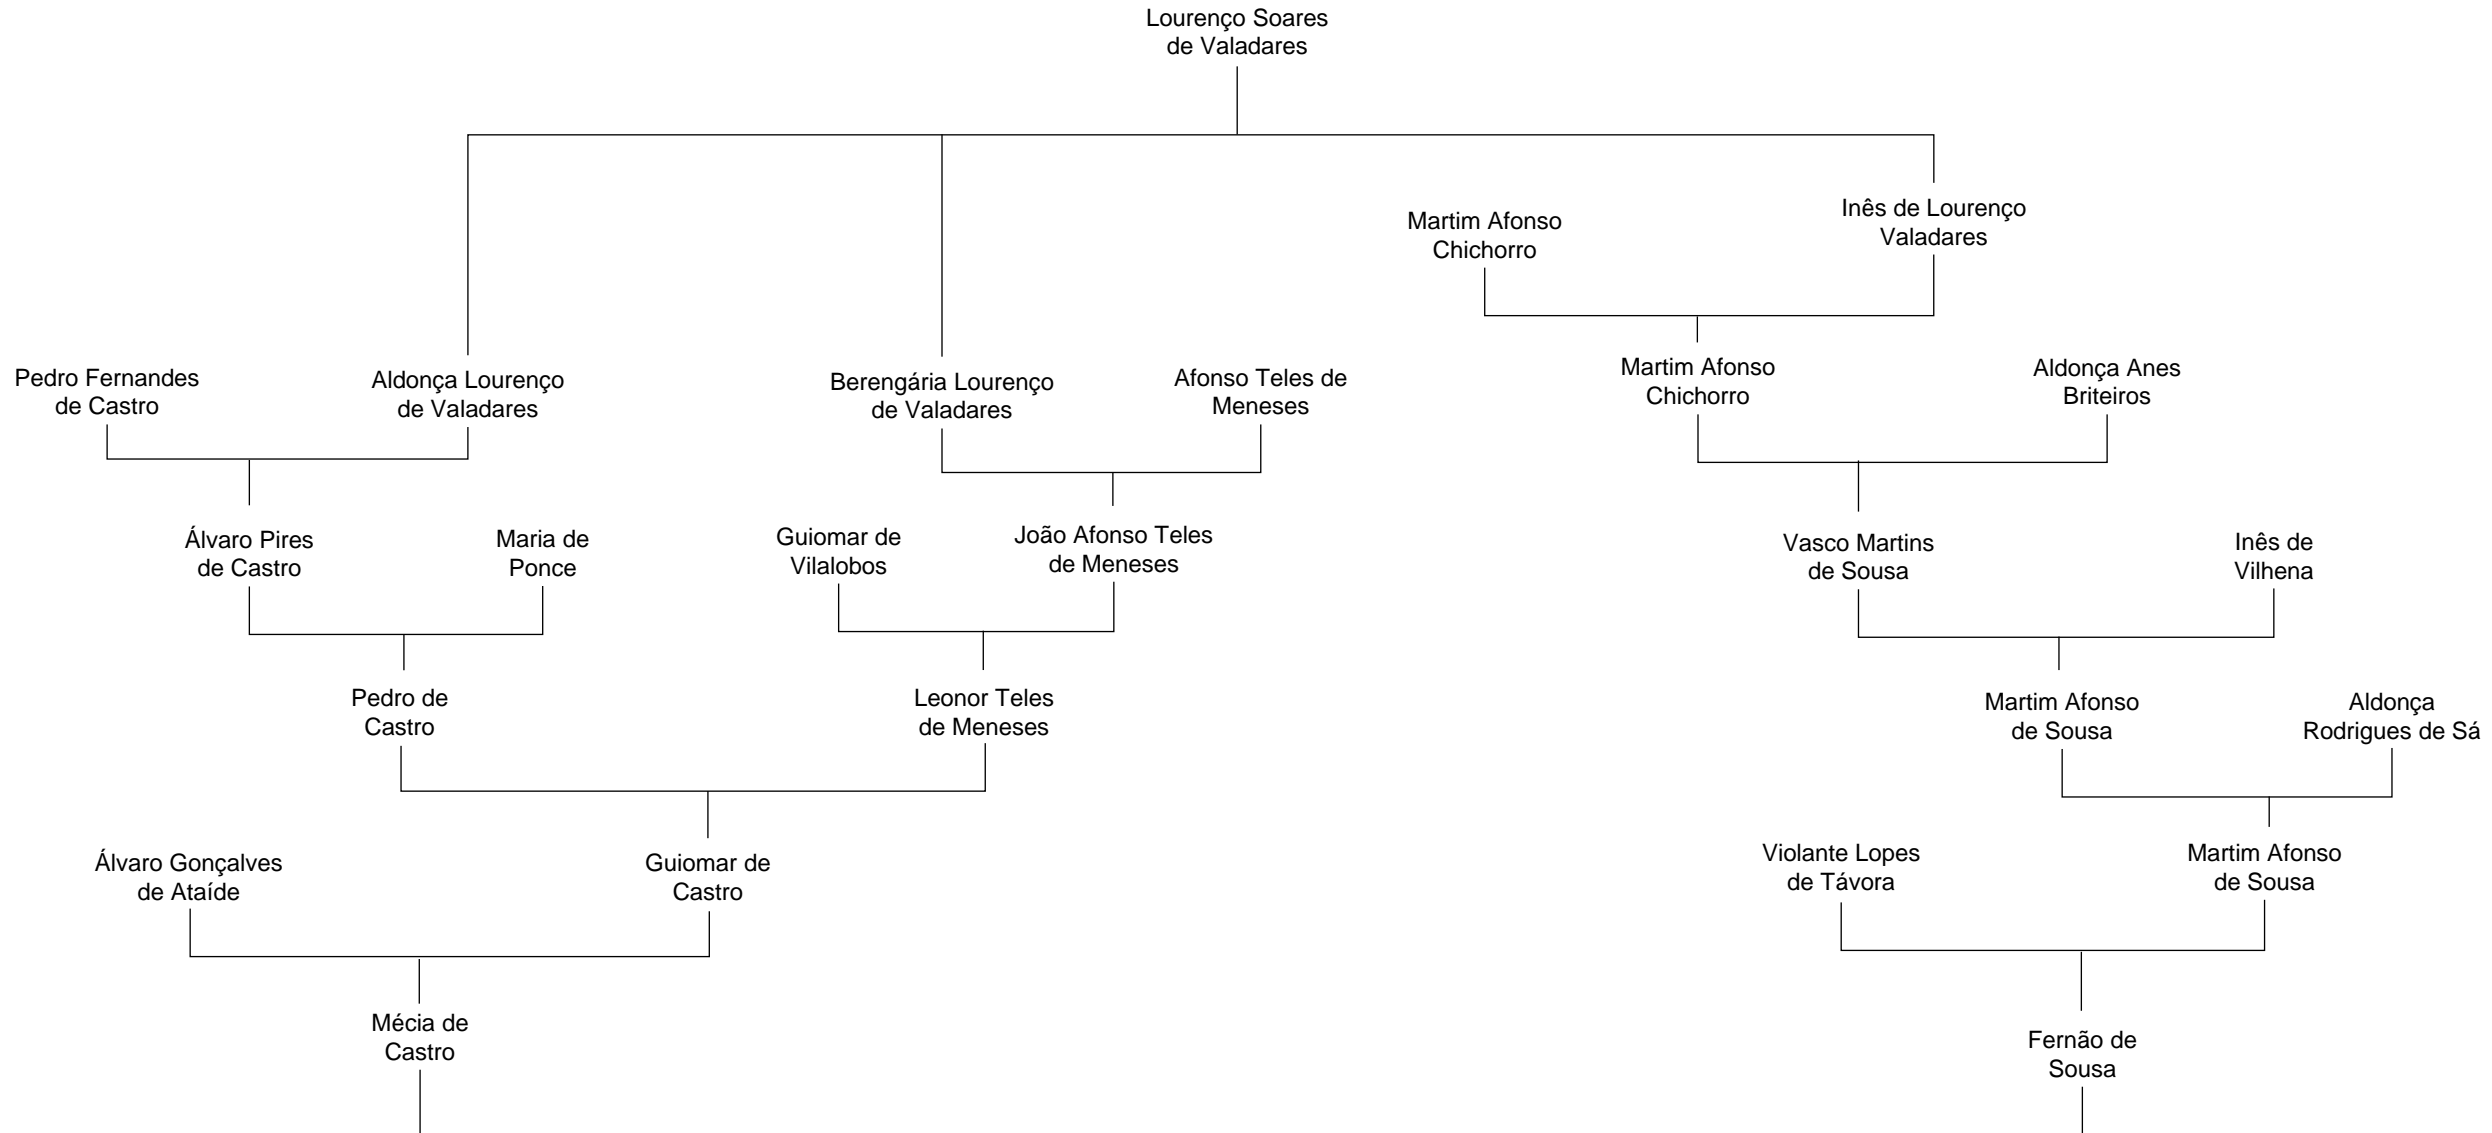 Lourenço Soares
de Valadares
Martim Afonso
Chichorro
Inês de Lourenço
Valadares
Pedro Fernandes
de Castro
Aldonça Lourenço
de Valadares
Berengária Lourenço
de Valadares
Afonso Teles de
Meneses
Martim Afonso
Chichorro
Aldonça Anes
Briteiros
Álvaro Pires
de Castro
Maria de
Ponce
Guiomar de
Vilalobos
João Afonso Teles
de Meneses
Vasco Martins
de Sousa
Inês de
Vilhena
Pedro de
Castro
Leonor Teles
de Meneses
Martim Afonso
de Sousa
Aldonça
Rodrigues de Sá
Álvaro Gonçalves
de Ataíde
Guiomar de
Castro
Violante Lopes
de Távora
Martim Afonso
de Sousa
Mécia de
Castro
Fernão de
Sousa